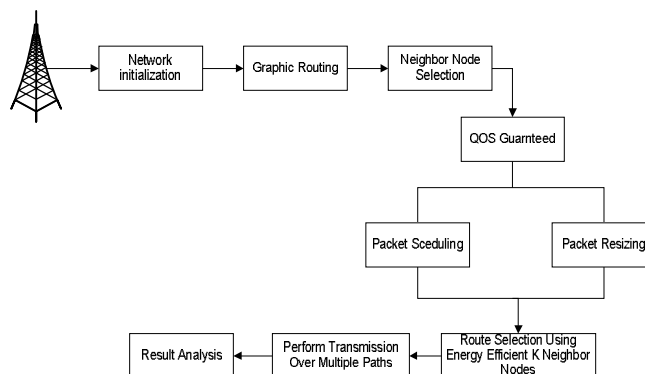 Network
initialization
Graphic Routing
Neighbor Node
Selection
QOS Guarnteed
Packet Sceduling
Packet Resizing
Route Selection Using
Energy Efficient K Neighbor
Nodes
Perform Transmission
Over Multiple Paths
Result Analysis